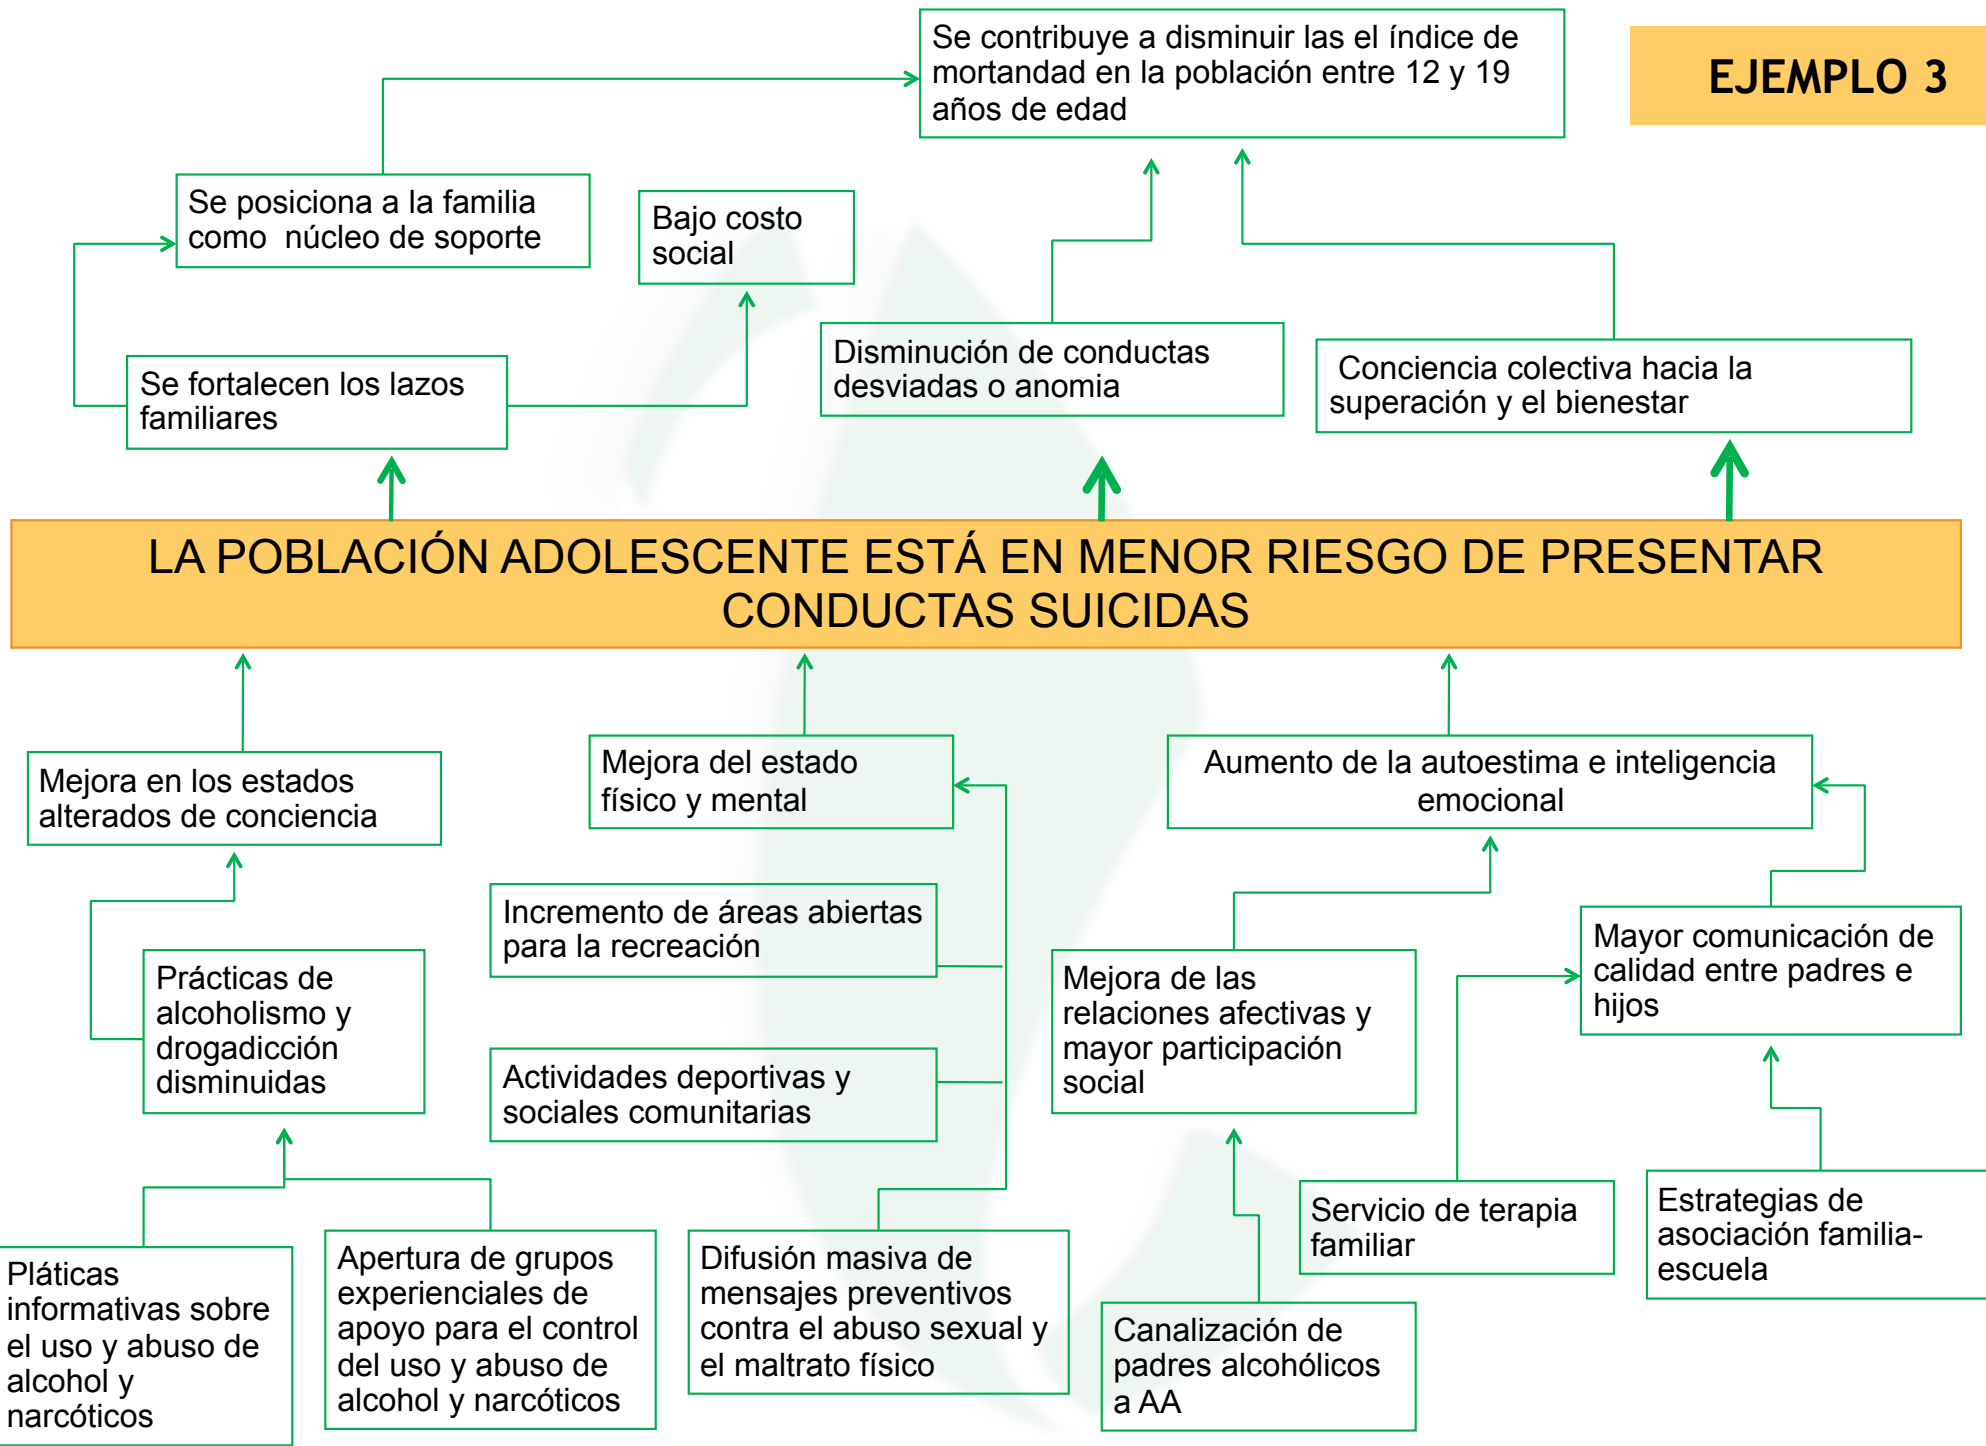 Se contribuye a disminuir las el índice de
mortandad en la población entre 12 y 19
años de edad
EJEMPLO 3
Se posiciona a la familia
como núcleo de soporte
Bajo costo
social
Se fortalecen los lazos
familiares
Disminución de conductas
desviadas o anomia
Conciencia colectiva hacia la
superación y el bienestar
LA POBLACIÓN ADOLESCENTE ESTÁ EN MENOR RIESGO DE PRESENTAR
CONDUCTAS SUICIDAS
Mejora en los estados
alterados de conciencia
Mejora del estado
físico y mental
Aumento de la autoestima e inteligencia
emocional
Incremento de áreas abiertas
para la recreación
Prácticas de
alcoholismo y
drogadicción
disminuidas
Mejora de las
relaciones afectivas y
mayor participación
social
Mayor comunicación de
calidad entre padres e
hijos
Actividades deportivas y
sociales comunitarias
Pláticas
informativas sobre
el uso y abuso de
alcohol y
narcóticos
Apertura de grupos
experienciales de
apoyo para el control
del uso y abuso de
alcohol y narcóticos
Difusión masiva de
mensajes preventivos
contra el abuso sexual y
el maltrato físico
Canalización de
padres alcohólicos
a AA
Servicio de terapia
familiar
Estrategias de
asociación familia-
escuela